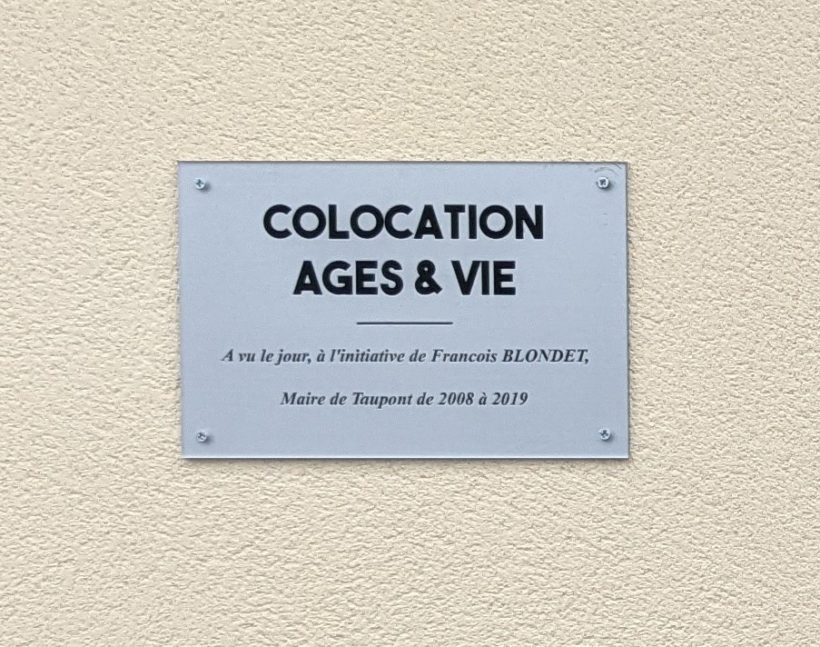 COLOCATION
AGES & VIE
A vu le jour, à l'initiative de Francois BLONDET,
Maire de Taupont de 2008 à 2019